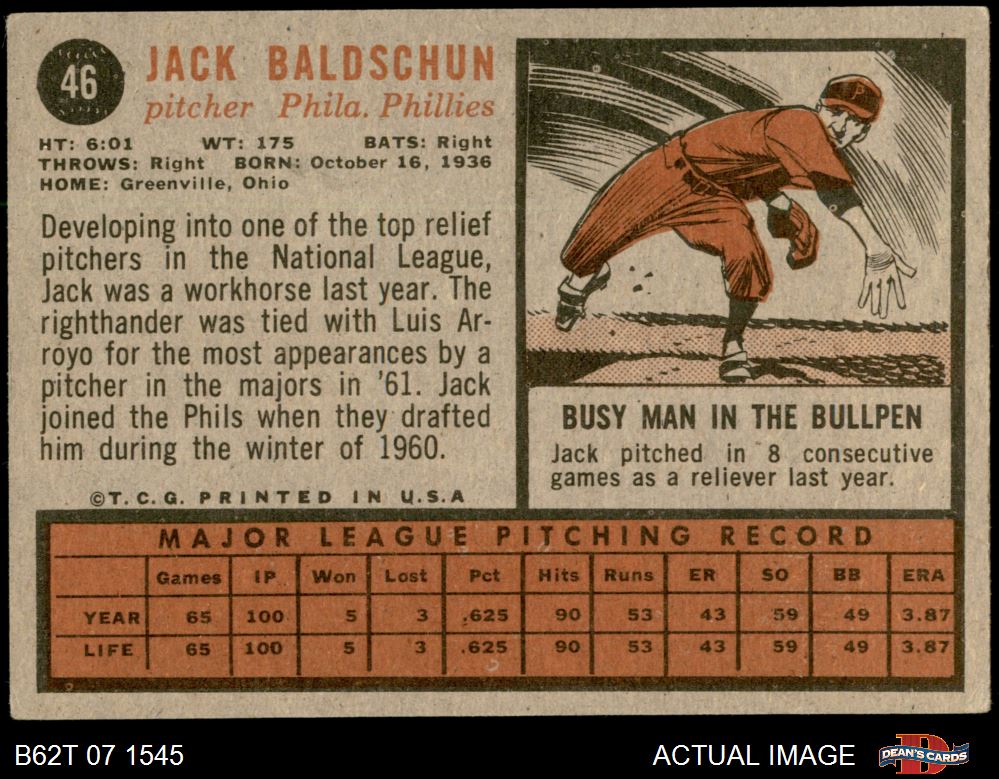 46
JACK BALDSCHUN
pitcher Phila. Phillies
HT: 6:01 WT: 175 BATS: Right
THROWS: Right BORN: October 16, 1936
HOME: Greenville, Ohio
Developing into one of the top relief
pitchers in the National League,
Jack was a workhorse last year. The
righthander was tied with Luis Ar-
royo for the most appearances by a
pitcher in the majors in '61. Jack
joined the Phils when they drafted
him during the winter of 1960.
©T.C.G. PRINTED IN U.S.A
P
BUSY MAN IN THE BULLPEN
Jack pitched in 8 consecutive
games as a reliever last year.
MAJOR LEAGUE PITCHING RECORD
Games IP Won Lost Pct Hits Runs ER SO BB ERA
YEAR 65 100 5 3 .625 90 53 43 59 49 3.87
LIFE 65 100 5 3 .625 90 53 43 59 49 3.87
B62T 07 1545 ACTUAL IMAGE
D
DEAN'S CARDS